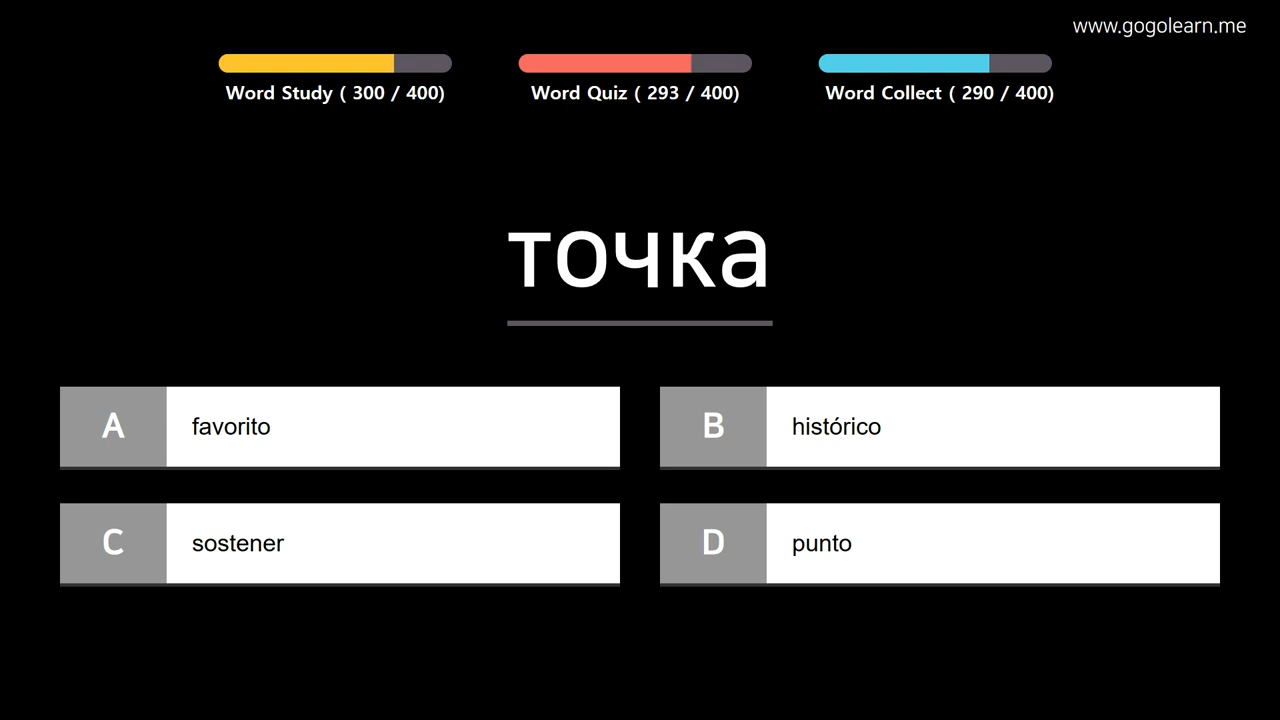 www.gogolearn.me
Word Study ( 300 / 400)
Word Quiz ( 293 / 400)
Word Collect ( 290 / 400)
точка
A favorito
B histórico
C sostener
D punto